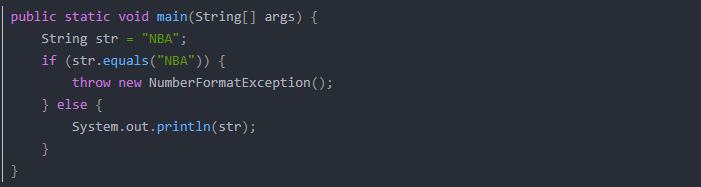 public static void main(String[] args) {
    String str = "NBA";
    if (str.equals("NBA")) {
        throw new NumberFormatException();
    } else {
        System.out.println(str);
    }
}